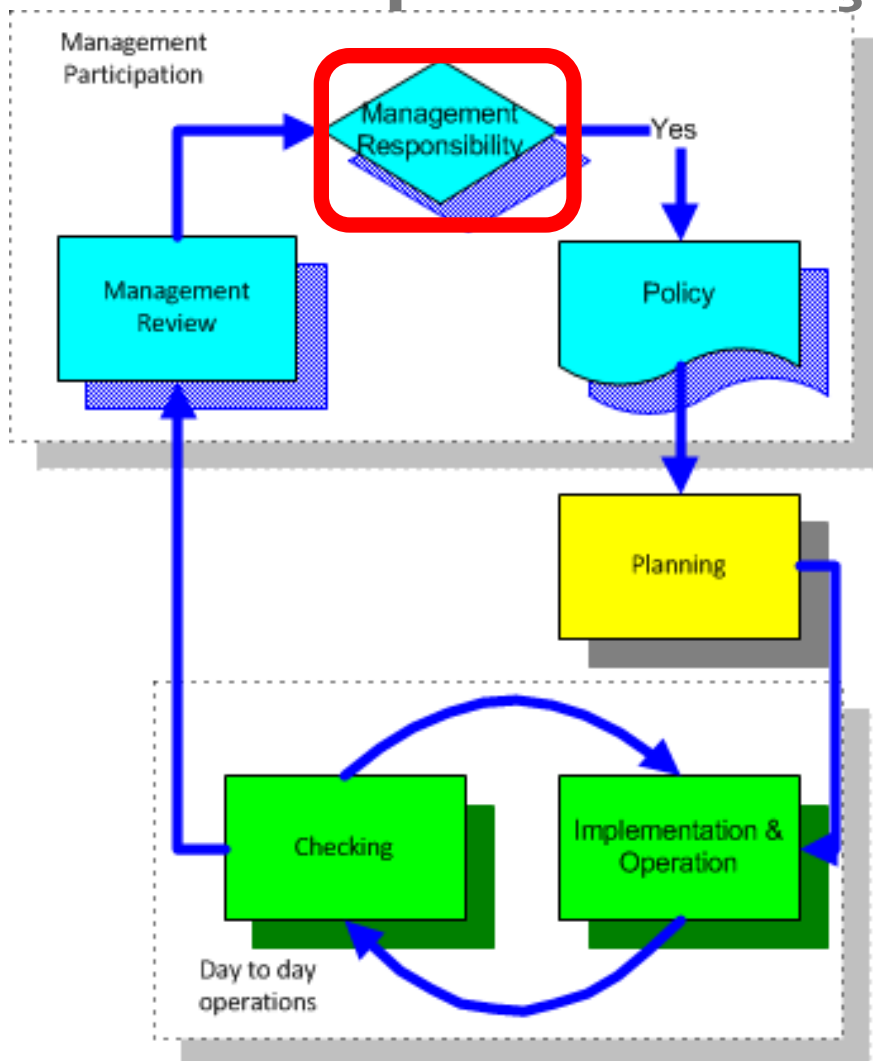 Management
Participation
Management
Responsibility
Yes
Management
Review
Policy
Planning
Checking
Implementation &
Operation
Day to day
operations